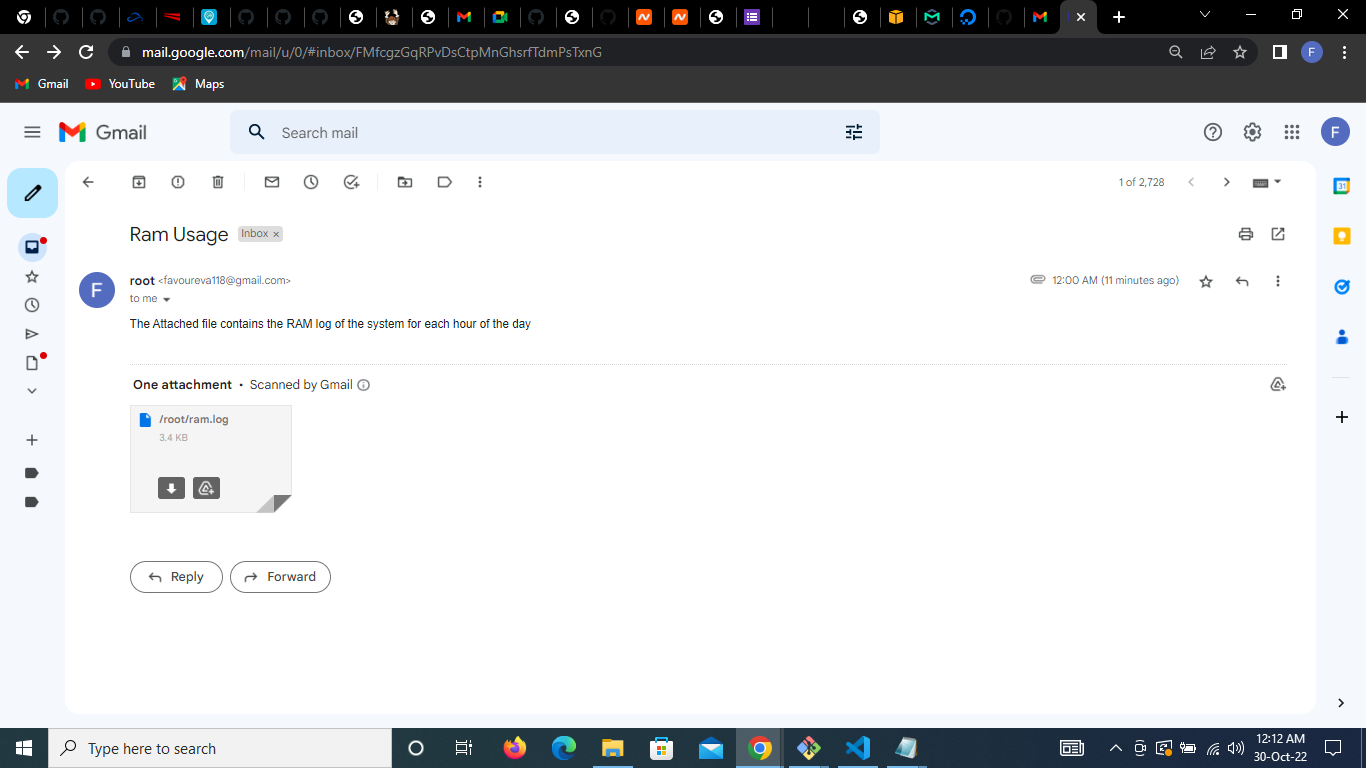 mail.google.com/mail/u/0/#inbox/FMfcgzGqRPvDsCtpMnGhsrfTdmPsTxnG
F
Gmail YouTube Maps
Gmail
Search mail
F
1 of 2,728
31
Ram Usage Inbox ×
F
root <favoureva118@gmail.com> 12:00 AM (11 minutes ago)
to me
The Attached file contains the RAM log of the system for each hour of the day
One attachment • Scanned by Gmail
/root/ram.log
3.4 KB
Reply Forward
Type here to search
12:12 AM
30-Oct-22